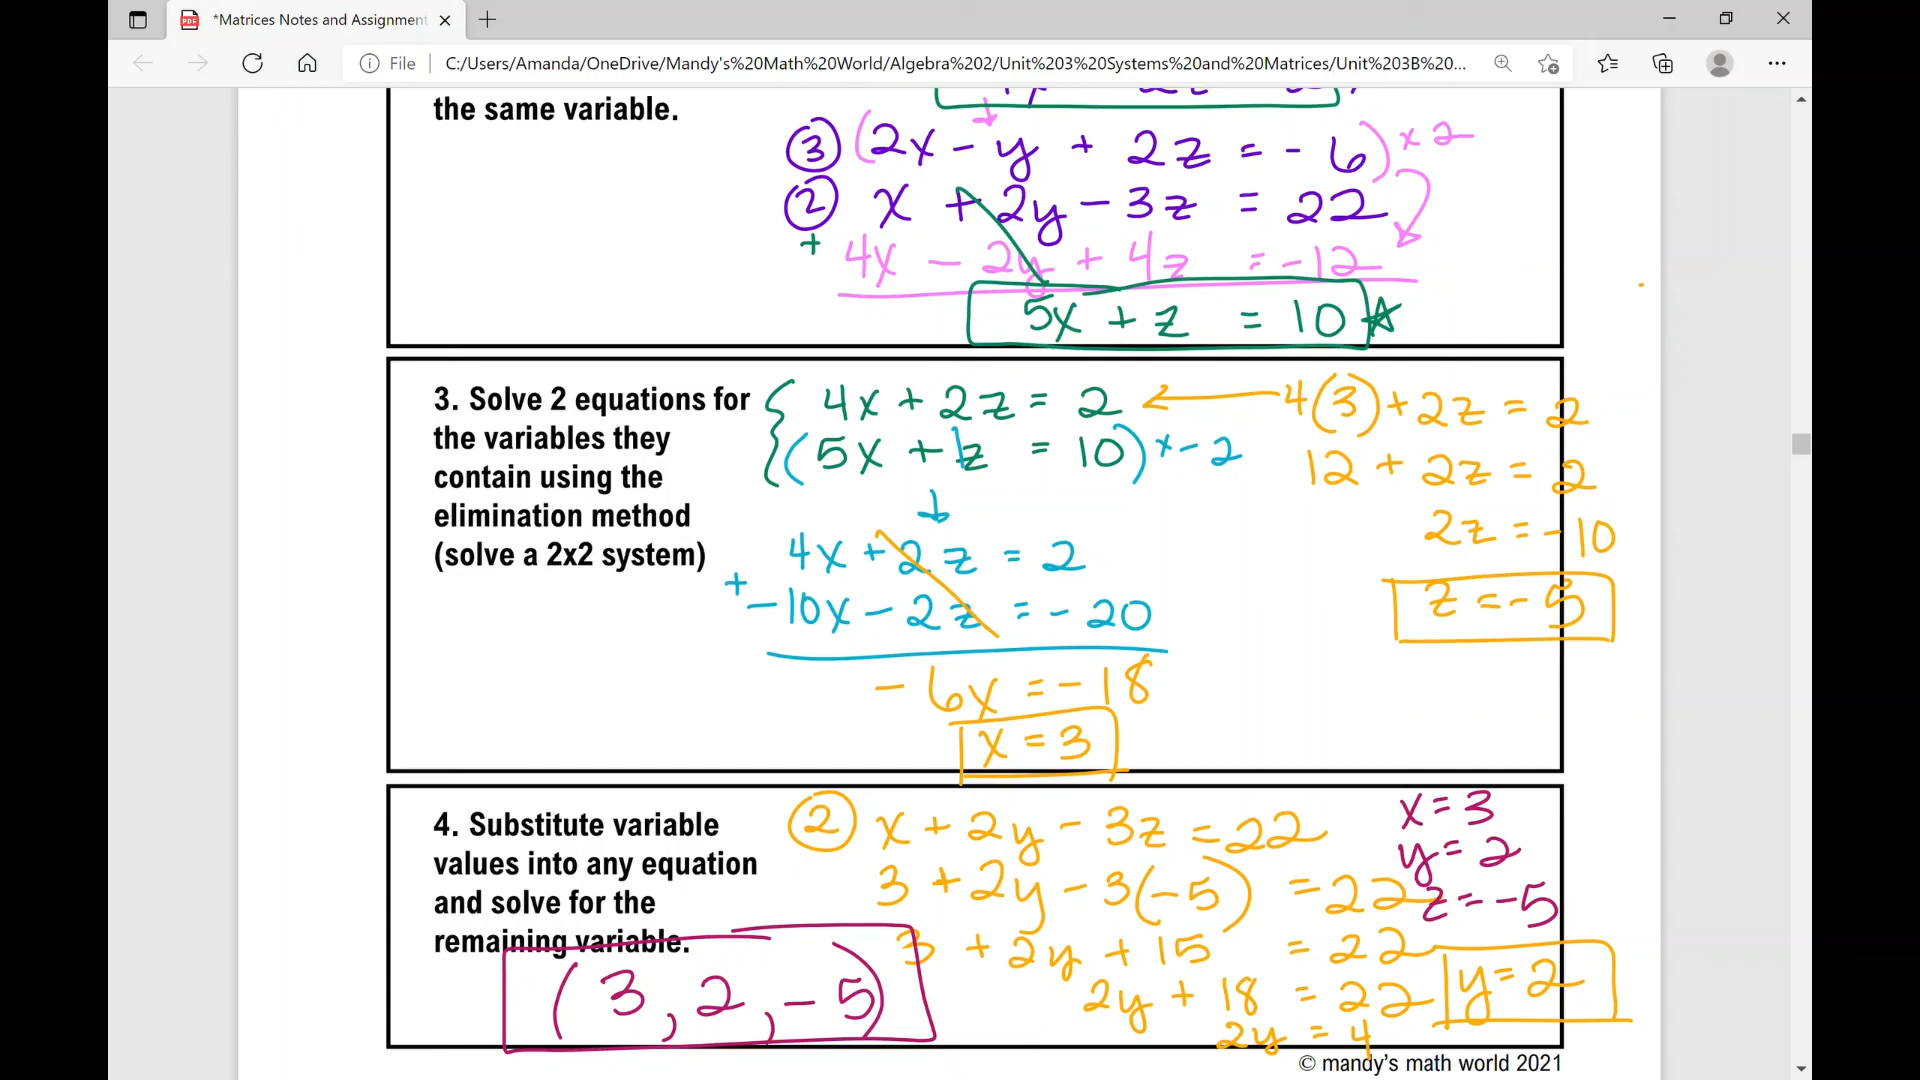 *Matrices Notes and Assignment
File
C:/Users/Amanda/OneDrive/Mandy's%20Math%20World/Algebra%202/Unit%203%20Systems%20and%20Matrices/Unit%203B%20...
the same variable.
③ (2x - y + 2z = -6) x 2
② x + 2y - 3z = 22
+ 4x - 2y + 4z = -12
5x + z = 10 ☆
3. Solve 2 equations for
the variables they
contain using the
elimination method
(solve a 2x2 system)
{ 4x + 2z = 2
(5x + 1z = 10) x - 2
4x + 2z = 2
+ -10x - 2z = -20
-6x = -18
x = 3
4(3) + 2z = 2
12 + 2z = 2
2z = -10
z = -5
4. Substitute variable
values into any equation
and solve for the
remaining variable.
② x + 2y - 3z = 22
3 + 2y - 3(-5) = 22
3 + 2y + 15 = 22
2y + 18 = 22
2y = 4
y = 2
x = 3
y = 2
z = -5
(3, 2, -5)
© mandy's math world 2021